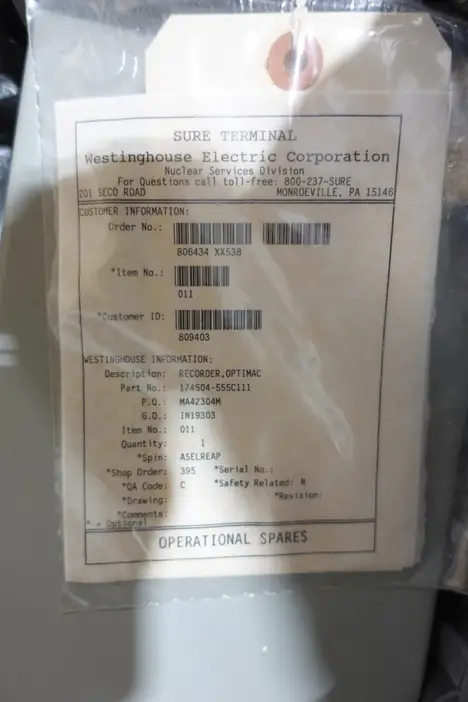 SURE TERMINAL
Westinghouse Electric Corporation
Nuclear Services Division
For Questions call toll-free: 800-237-SURE
201 SECO ROAD MONROEVILLE, PA 15146
CUSTOMER INFORMATION:
Order No.:
806434 XX538
*Item No.:
011
*Customer ID:
809403
WESTINGHOUSE INFORMATION:
Description: RECORDER,OPTIMAC
Part No.: 174504-555C111
P.O.: MA42304M
G.O.: IN19303
Item No.: 011
Quantity: 1
*Spin: ASELREAP
*Shop Order: 395 *Serial No.:
*QA Code: C *Safety Related: N
*Drawing: *Revision:
*Comments:
* = Optional
OPERATIONAL SPARES